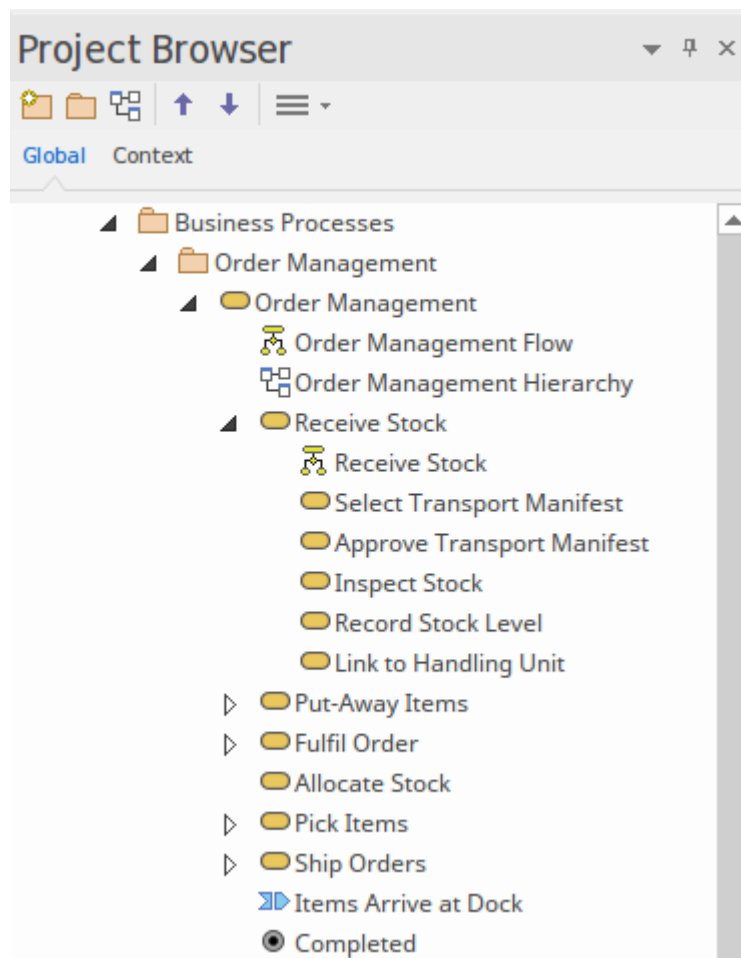 Project Browser
Global Context
Business Processes
Order Management
Order Management
Order Management Flow
Order Management Hierarchy
Receive Stock
Receive Stock
Select Transport Manifest
Approve Transport Manifest
Inspect Stock
Record Stock Level
Link to Handling Unit
Put-Away Items
Fulfil Order
Allocate Stock
Pick Items
Ship Orders
Items Arrive at Dock
Completed